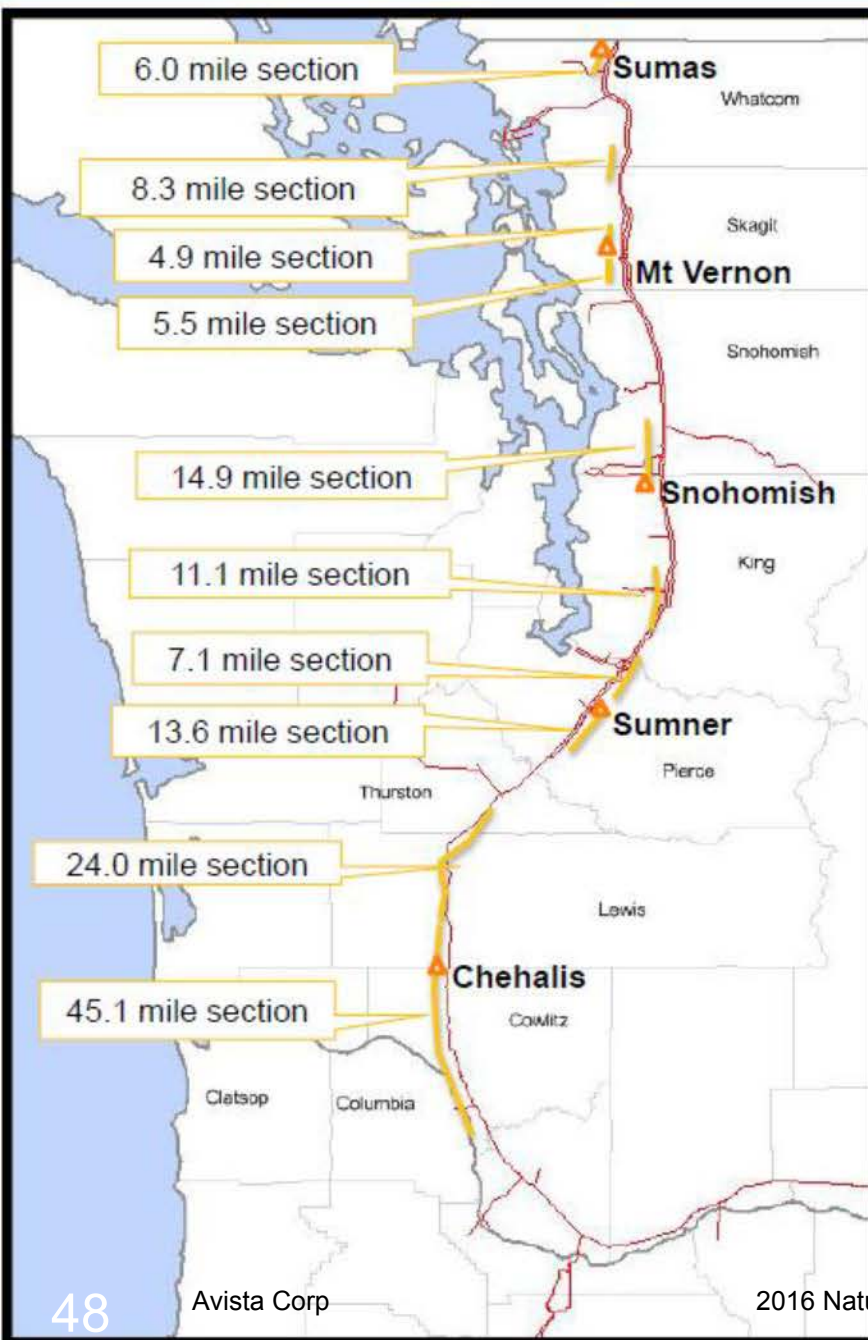 6.0 mile section
Sumas
Whatcom
8.3 mile section
Skagit
4.9 mile section
Mt Vernon
5.5 mile section
Snohomish
14.9 mile section
Snohomish
King
11.1 mile section
7.1 mile section
Sumner
13.6 mile section
Pierce
Thurston
24.0 mile section
Lewis
Chehalis
45.1 mile section
Cowlitz
Clatsop
Columbia
48
Avista Corp
2016 Natu